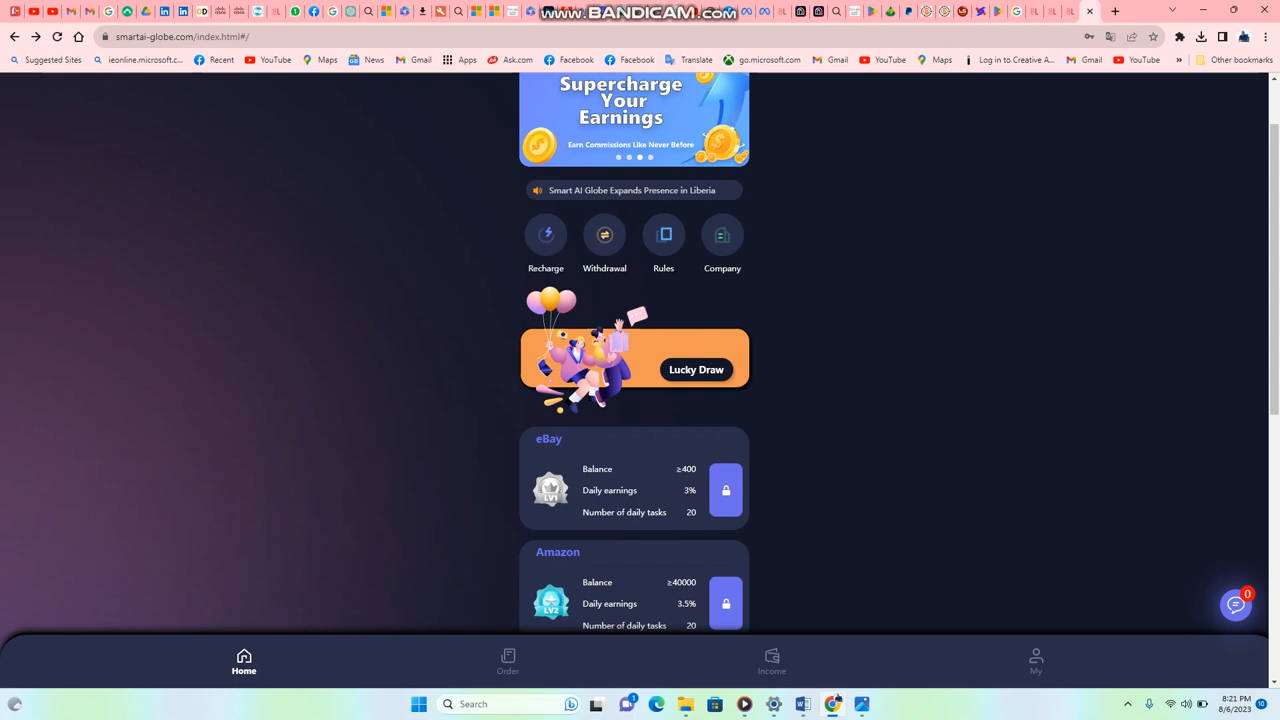 www.BANDICAM.com
smartai-globe.com/index.html#/
Suggested Sites
ieonline.microsoft.c...
Recent
YouTube
Maps
News
Gmail
Apps
Ask.com
Facebook
Facebook
Translate
go.microsoft.com
Gmail
YouTube
Maps
Log in to Creative A...
Gmail
YouTube
»
Other bookmarks
Supercharge
Your
Earnings
Earn Commissions Like Never Before
Smart AI Globe Expands Presence in Liberia
Recharge
Withdrawal
Rules
Company
Lucky Draw
eBay
LV1
Balance ≥400
Daily earnings 3%
Number of daily tasks 20
Amazon
LV2
Balance ≥40000
Daily earnings 3.5%
Number of daily tasks 20
0
Home
Order
Income
My
Search
1
8:21 PM
8/6/2023
10